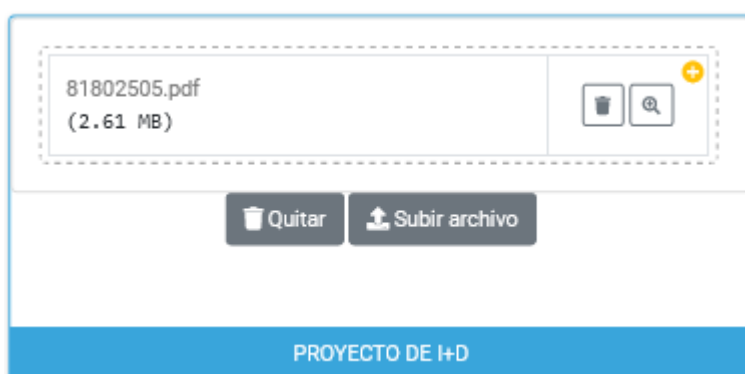 81802505.pdf
(2.61 MB)
Quitar
Subir archivo
PROYECTO DE I+D